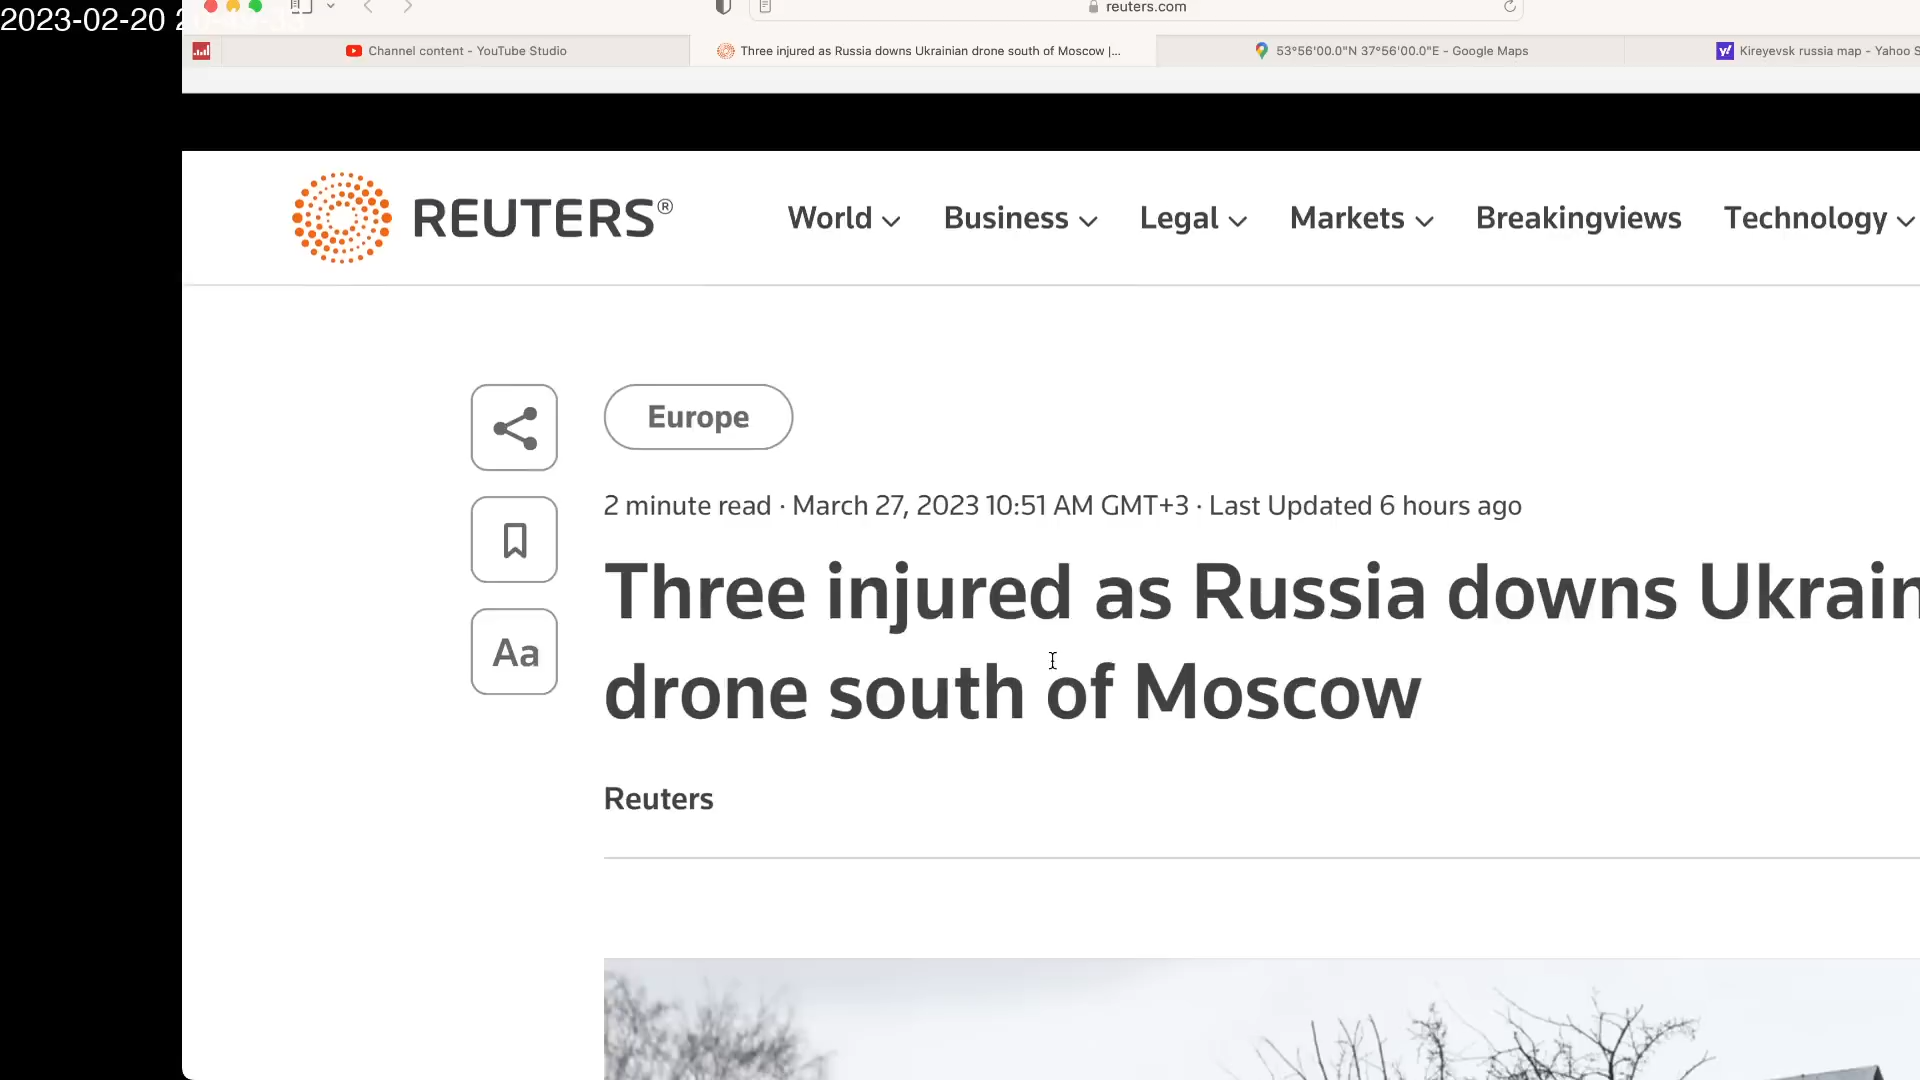 2023-02-20
reuters.com
Channel content - YouTube Studio
Three injured as Russia downs Ukrainian drone south of Moscow |...
53°56'00.0"N 37°56'00.0"E - Google Maps
Kireyevsk russia map - Yahoo S
REUTERS®
World
Business
Legal
Markets
Breakingviews
Technology
Europe
2 minute read · March 27, 2023 10:51 AM GMT+3 · Last Updated 6 hours ago
Aa
Three injured as Russia downs Ukrain
drone south of Moscow
Reuters